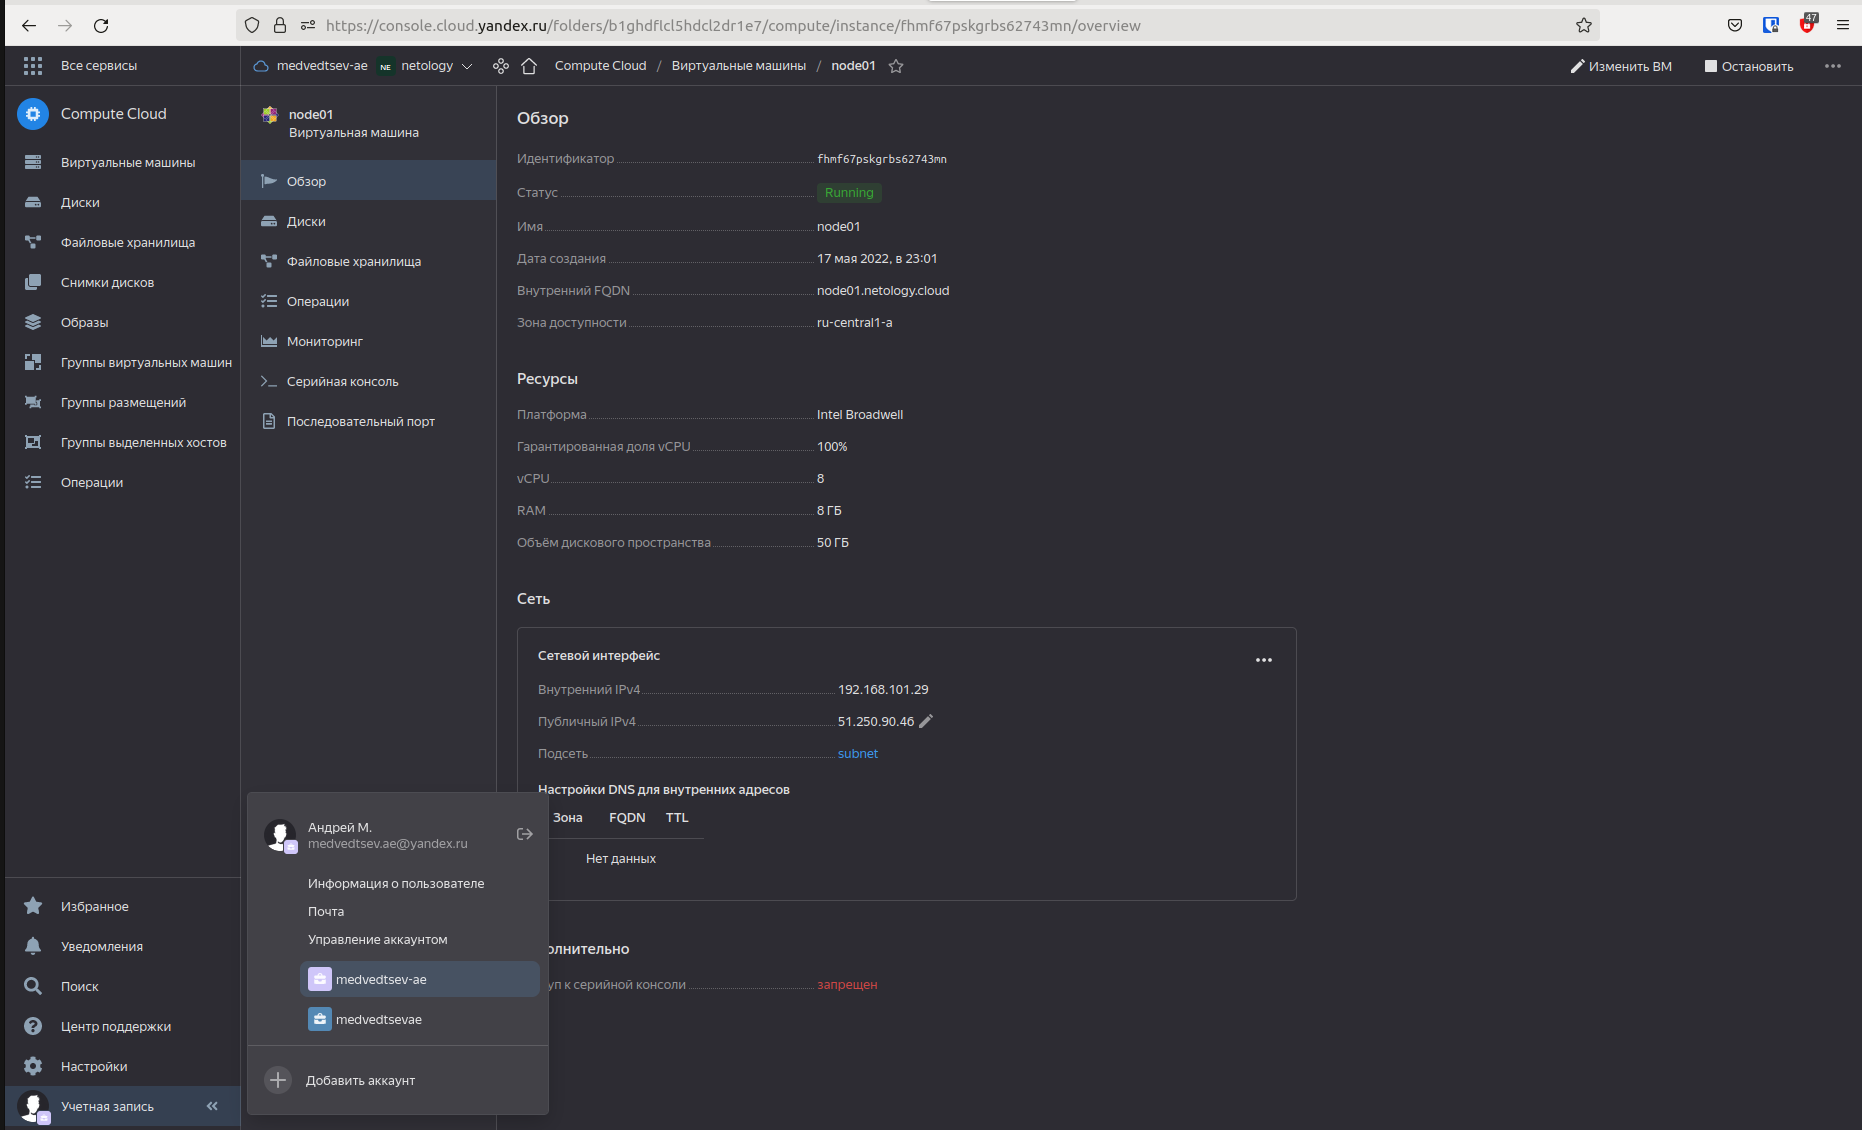 https://console.cloud.yandex.ru/folders/b1ghdflcl5hdcl2dr1e7/compute/instance/fhmf67pskgrbs62743mn/overview
47
Все сервисы
medvedtsev-ae NE netology
Compute Cloud / Виртуальные машины / node01
Изменить ВМ
Остановить
Compute Cloud
Виртуальные машины
Диски
Файловые хранилища
Снимки дисков
Образы
Группы виртуальных машин
Группы размещений
Группы выделенных хостов
Операции
Избранное
Уведомления
Поиск
Центр поддержки
Настройки
Учетная запись
node01
Виртуальная машина
Обзор
Диски
Файловые хранилища
Операции
Мониторинг
Серийная консоль
Последовательный порт
Обзор
Идентификатор fhmf67pskgrbs62743mn
Статус Running
Имя node01
Дата создания 17 мая 2022, в 23:01
Внутренний FQDN node01.netology.cloud
Зона доступности ru-central1-a
Ресурсы
Платформа Intel Broadwell
Гарантированная доля vCPU 100%
vCPU 8
RAM 8 ГБ
Объём дискового пространства 50 ГБ
Сеть
Сетевой интерфейс
Внутренний IPv4 192.168.101.29
Публичный IPv4 51.250.90.46
Подсеть subnet
Настройки DNS для внутренних адресов
Зона FQDN TTL
Нет данных
олнительно
уп к серийной консоли запрещен
Андрей М.
medvedtsev.ae@yandex.ru
Информация о пользователе
Почта
Управление аккаунтом
medvedtsev-ae
medvedtsevae
Добавить аккаунт